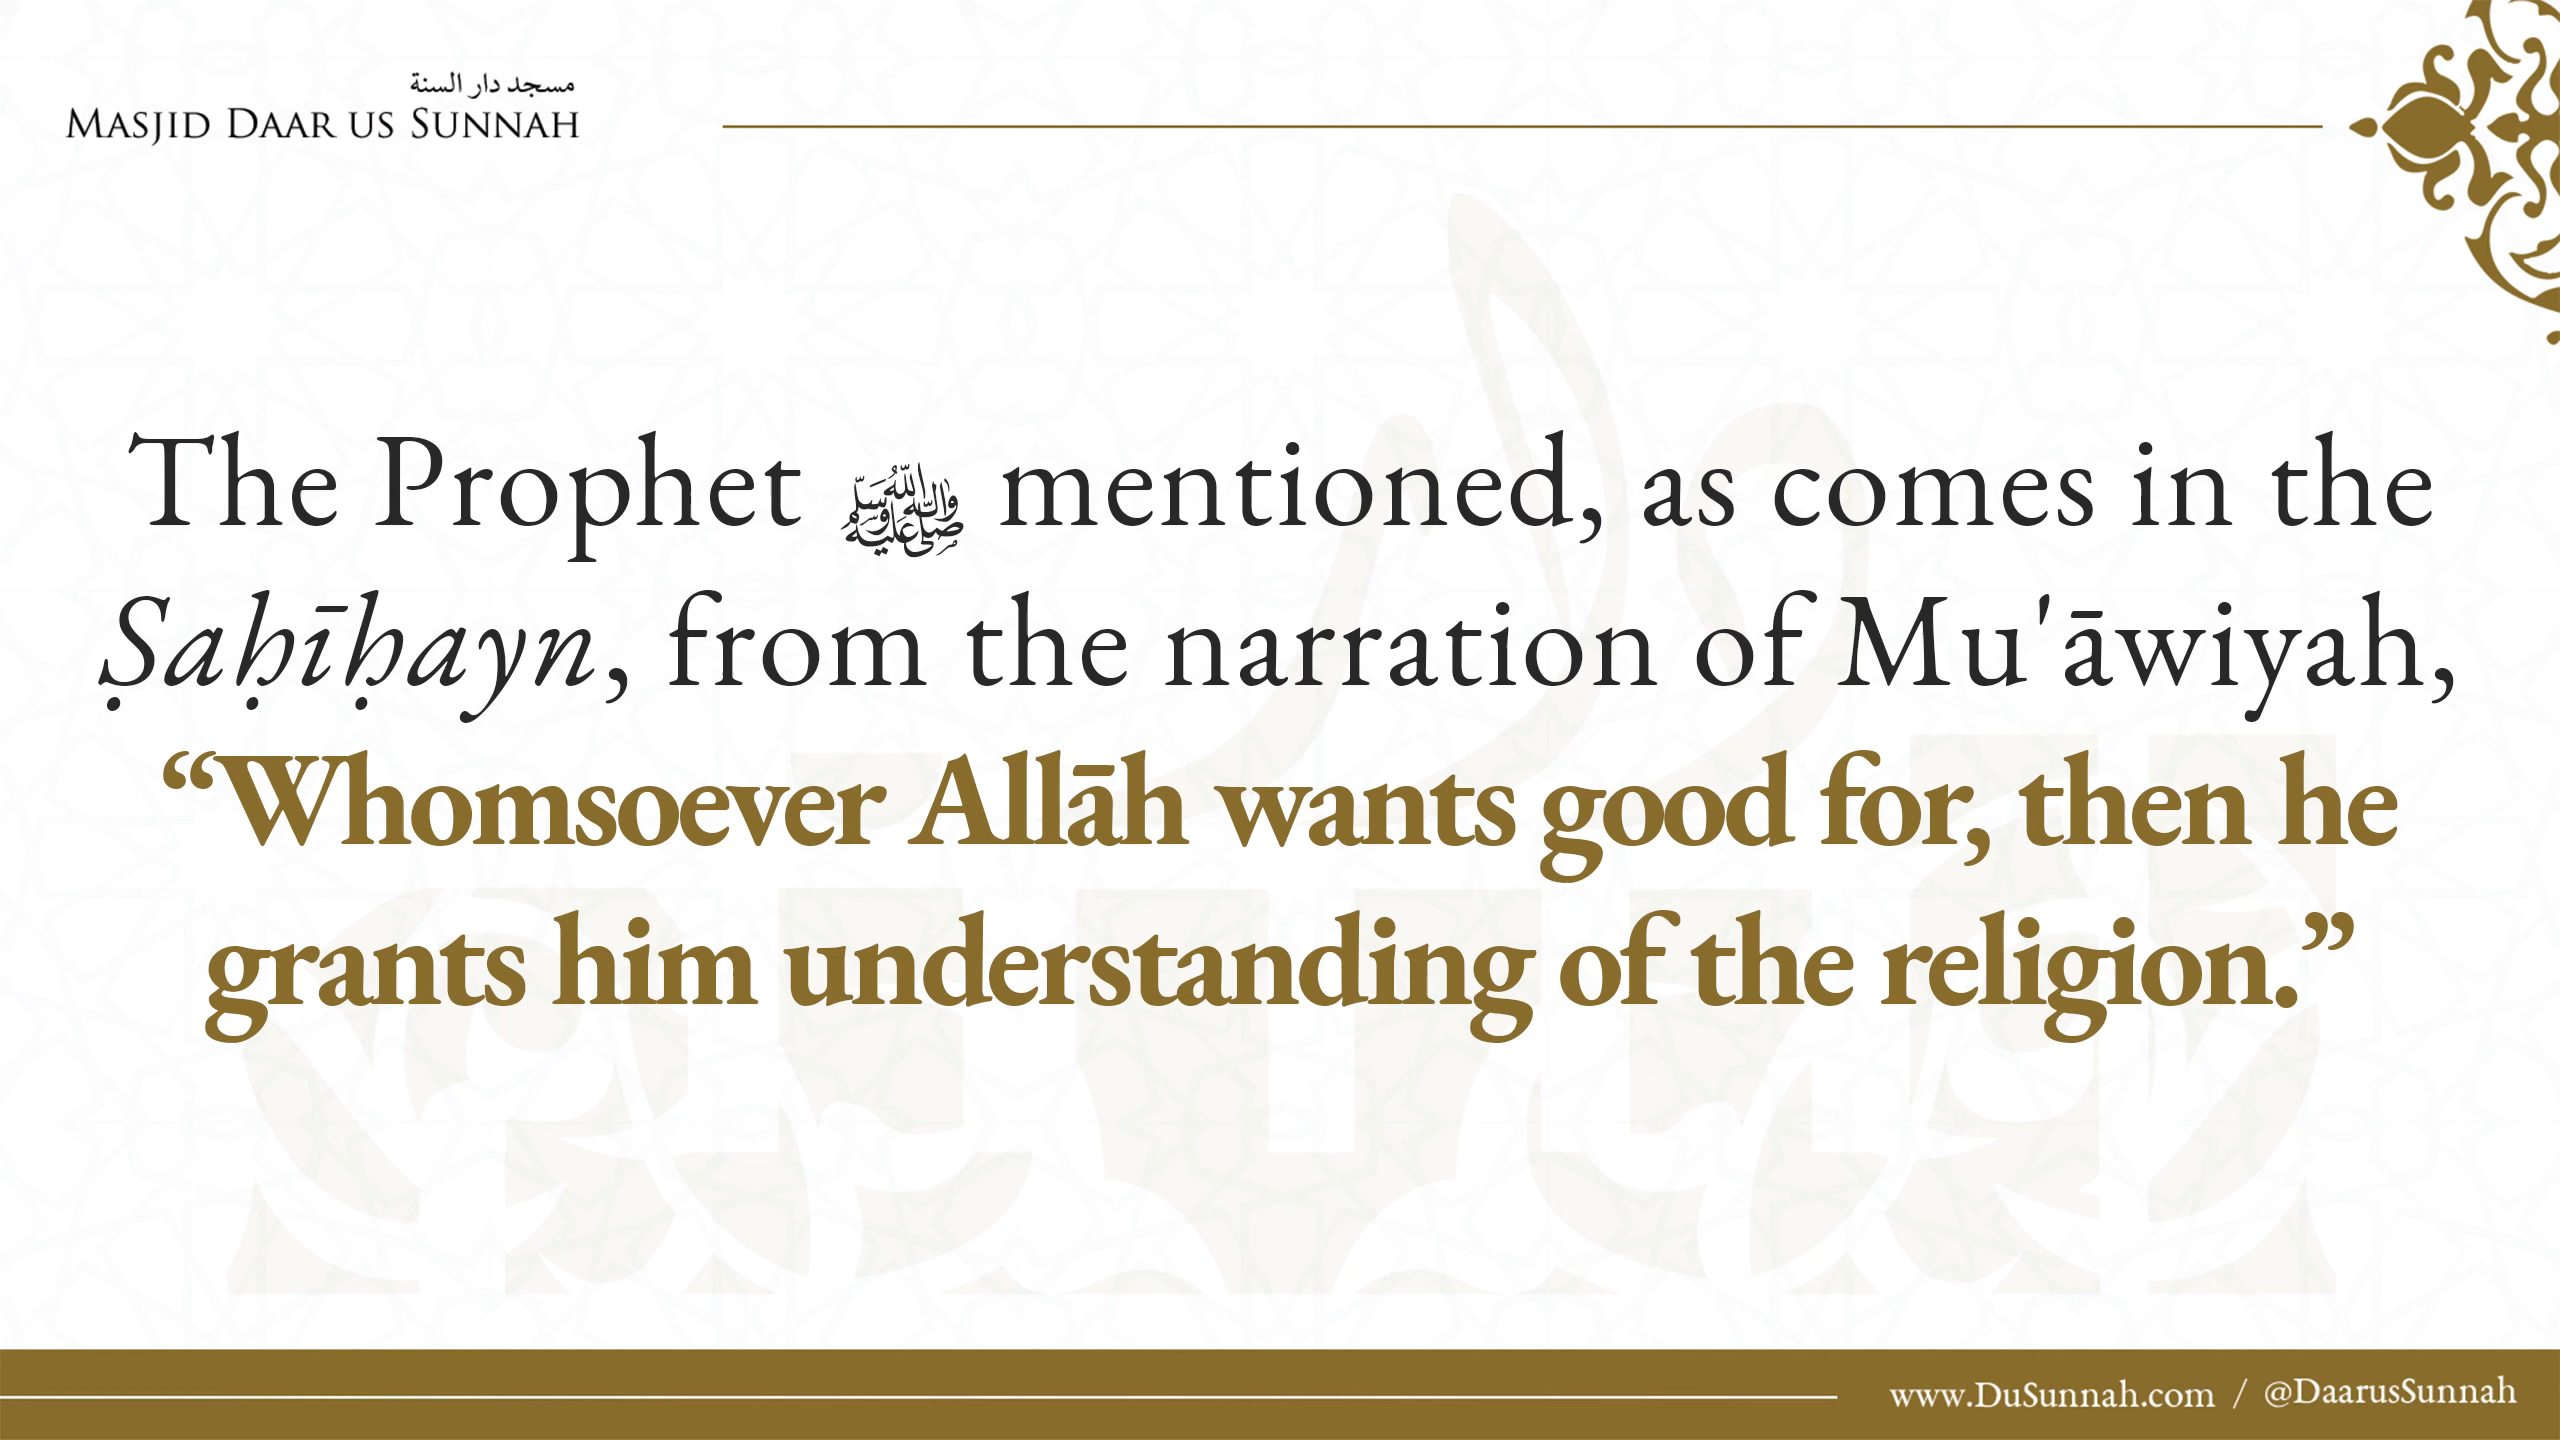 مسجد دار السنة
MASJID DAAR US SUNNAH
The Prophet ﷺ mentioned, as comes in the
Ṣaḥīḥayn, from the narration of Mu'āwiyah,
“Whomsoever Allāh wants good for, then he
grants him understanding of the religion.”
www.DuSunnah.com / @DaarusSunnah